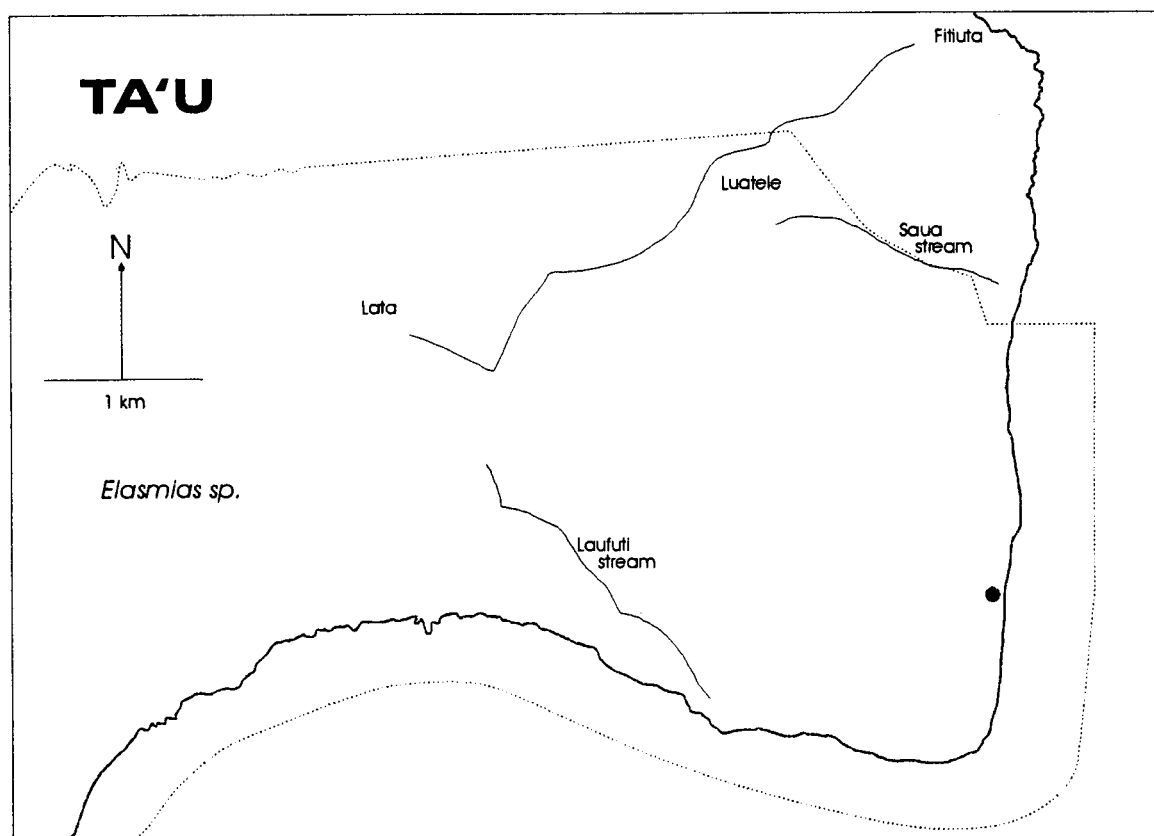 Fitiuta
TA‘U
Luatele
Saua
stream
N
Lata
1 km
Elasmias sp.
Laufuti
stream